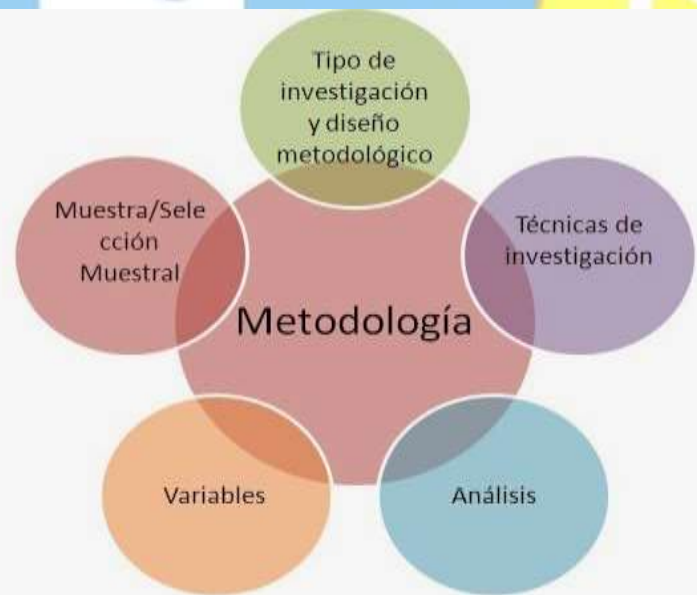 Tipo de
investigación
y diseño
metodológico
Muestra/Sele
cción
Muestral
Técnicas de
investigación
Metodología
Variables
Análisis